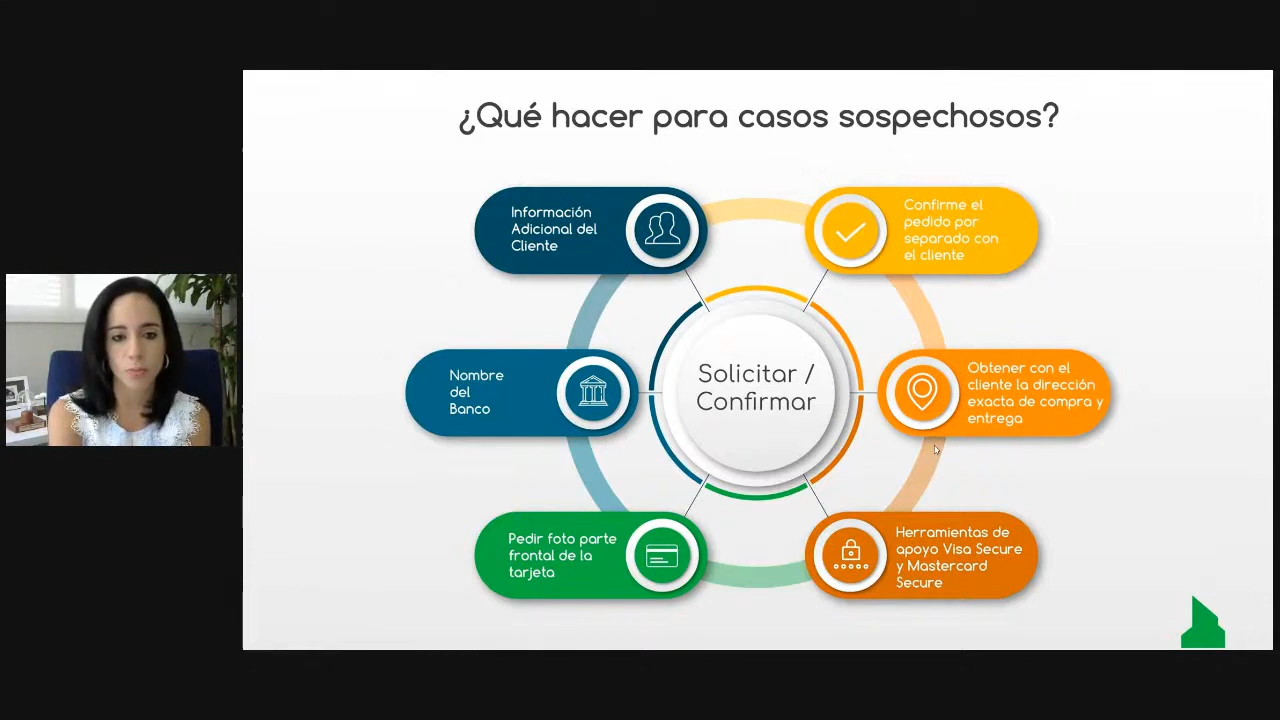 ¿Qué hacer para casos sospechosos?
Información
Adicional del
Cliente
Confirme el
pedido por
separado con
el cliente
Nombre
del
Banco
Solicitar /
Confirmar
Obtener con el
cliente la dirección
exacta de compra y
entrega
Pedir foto parte
frontal de la
tarjeta
Herramientas de
apoyo Visa Secure
y Mastercard
Secure